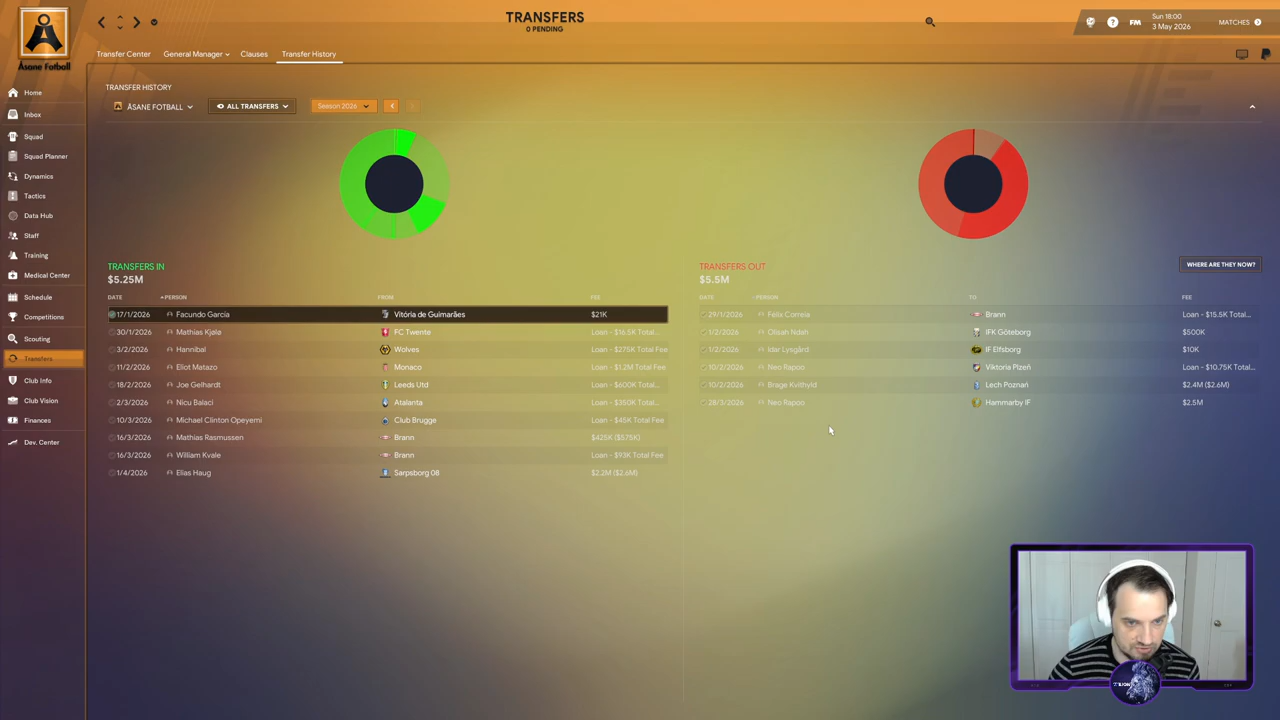 TRANSFERS
0 PENDING
Sun 18:00
3 May 2026
FM
MATCHES
Åsane Fotball
Transfer Center
General Manager
Clauses
Transfer History
Home
Inbox
Squad
Squad Planner
Dynamics
Tactics
Data Hub
Staff
Training
Medical Center
Schedule
Competitions
Scouting
Transfers
Club Info
Club Vision
Finances
Dev. Center
TRANSFER HISTORY
ÅSANE FOTBALL
ALL TRANSFERS
Season 2026
TRANSFERS IN
$5.25M
DATE PERSON FROM FEE
17/1/2026 Facundo García Vitória de Guimarães $21K
30/1/2026 Mathias Kjølø FC Twente Loan - $16.5K Total...
3/2/2026 Hannibal Wolves Loan - $275K Total Fee
11/2/2026 Eliot Matazo Monaco Loan - $1.2M Total Fee
18/2/2026 Joe Gelhardt Leeds Utd Loan - $600K Total...
2/3/2026 Nicu Balaci Atalanta Loan - $350K Total...
10/3/2026 Michael Clinton Opeyemi Club Brugge Loan - $45K Total Fee
16/3/2026 Mathias Rasmussen Brann $425K ($575K)
16/3/2026 William Kvale Brann Loan - $93K Total Fee
1/4/2026 Elias Haug Sarpsborg 08 $2.2M ($2.6M)
TRANSFERS OUT
$5.5M
WHERE ARE THEY NOW?
DATE PERSON TO FEE
29/1/2026 Félix Correia Brann Loan - $15.5K Total...
1/2/2026 Olisah Ndah IFK Göteborg $500K
1/2/2026 Idar Lysgård IF Elfsborg $10K
10/2/2026 Neo Rapoo Viktoria Plzeň Loan - $10.75K Total...
10/2/2026 Brage Kvithyld Lech Poznań $2.4M ($2.6M)
28/3/2026 Neo Rapoo Hammarby IF $2.5M